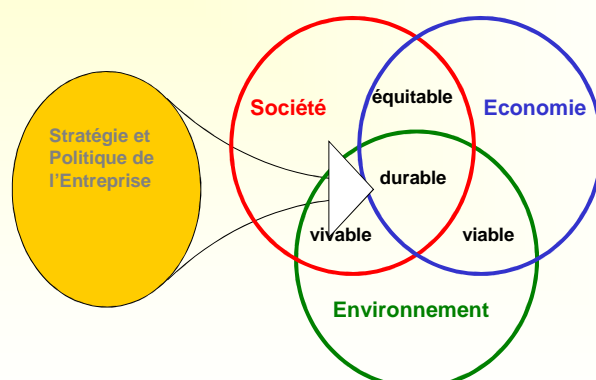 équitable
Société
Economie
Stratégie et
Politique de
l'Entreprise
durable
vivable
viable
Environnement